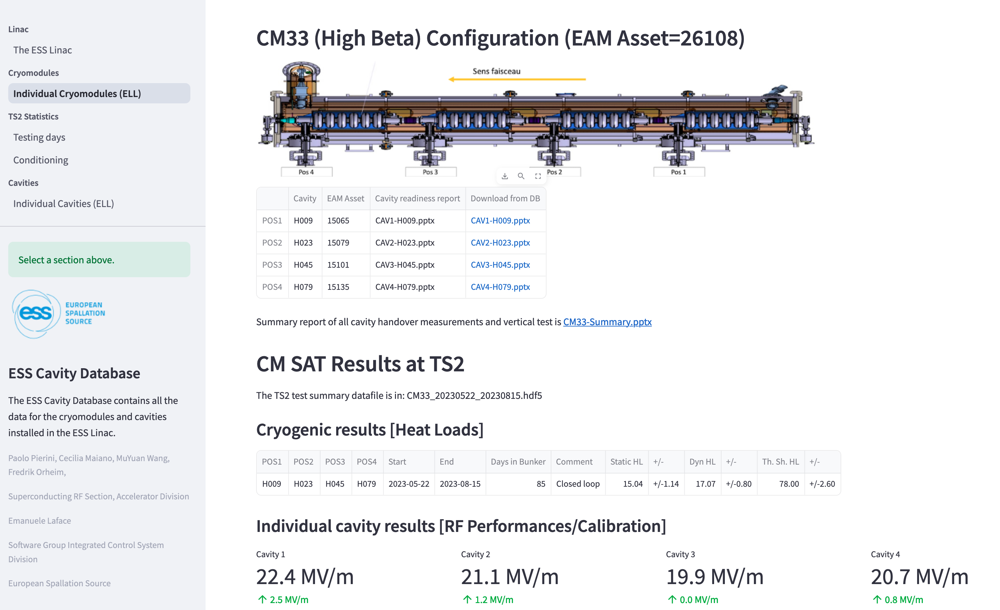 Linac
The ESS Linac
Cryomodules
Individual Cryomodules (ELL)
TS2 Statistics
Testing days
Conditioning
Cavities
Individual Cavities (ELL)
Select a section above.
ess
EUROPEAN
SPALLATION
SOURCE
ESS Cavity Database
The ESS Cavity Database contains all the
data for the cryomodules and cavities
installed in the ESS Linac.
Paolo Pierini, Cecilia Maiano, MuYuan Wang,
Fredrik Orheim,
Superconducting RF Section, Accelerator Division
Emanuele Laface
Software Group Integrated Control System
Division
European Spallation Source
CM33 (High Beta) Configuration (EAM Asset=26108)
Sens faisceau
Pos 4 Pos 3 Pos 2 Pos 1
Cavity EAM Asset Cavity readiness report Download from DB
POS1 H009 15065 CAV1-H009.pptx CAV1-H009.pptx
POS2 H023 15079 CAV2-H023.pptx CAV2-H023.pptx
POS3 H045 15101 CAV3-H045.pptx CAV3-H045.pptx
POS4 H079 15135 CAV4-H079.pptx CAV4-H079.pptx
Summary report of all cavity handover measurements and vertical test is CM33-Summary.pptx
CM SAT Results at TS2
The TS2 test summary datafile is in: CM33_20230522_20230815.hdf5
Cryogenic results [Heat Loads]
POS1 POS2 POS3 POS4 Start End Days in Bunker Comment Static HL +/- Dyn HL +/- Th. Sh. HL +/-
H009 H023 H045 H079 2023-05-22 2023-08-15 85 Closed loop 15.04 +/-1.14 17.07 +/-0.80 78.00 +/-2.60
Individual cavity results [RF Performances/Calibration]
Cavity 1 Cavity 2 Cavity 3 Cavity 4
22.4 MV/m 21.1 MV/m 19.9 MV/m 20.7 MV/m
↑ 2.5 MV/m ↑ 1.2 MV/m ↑ 0.0 MV/m ↑ 0.8 MV/m